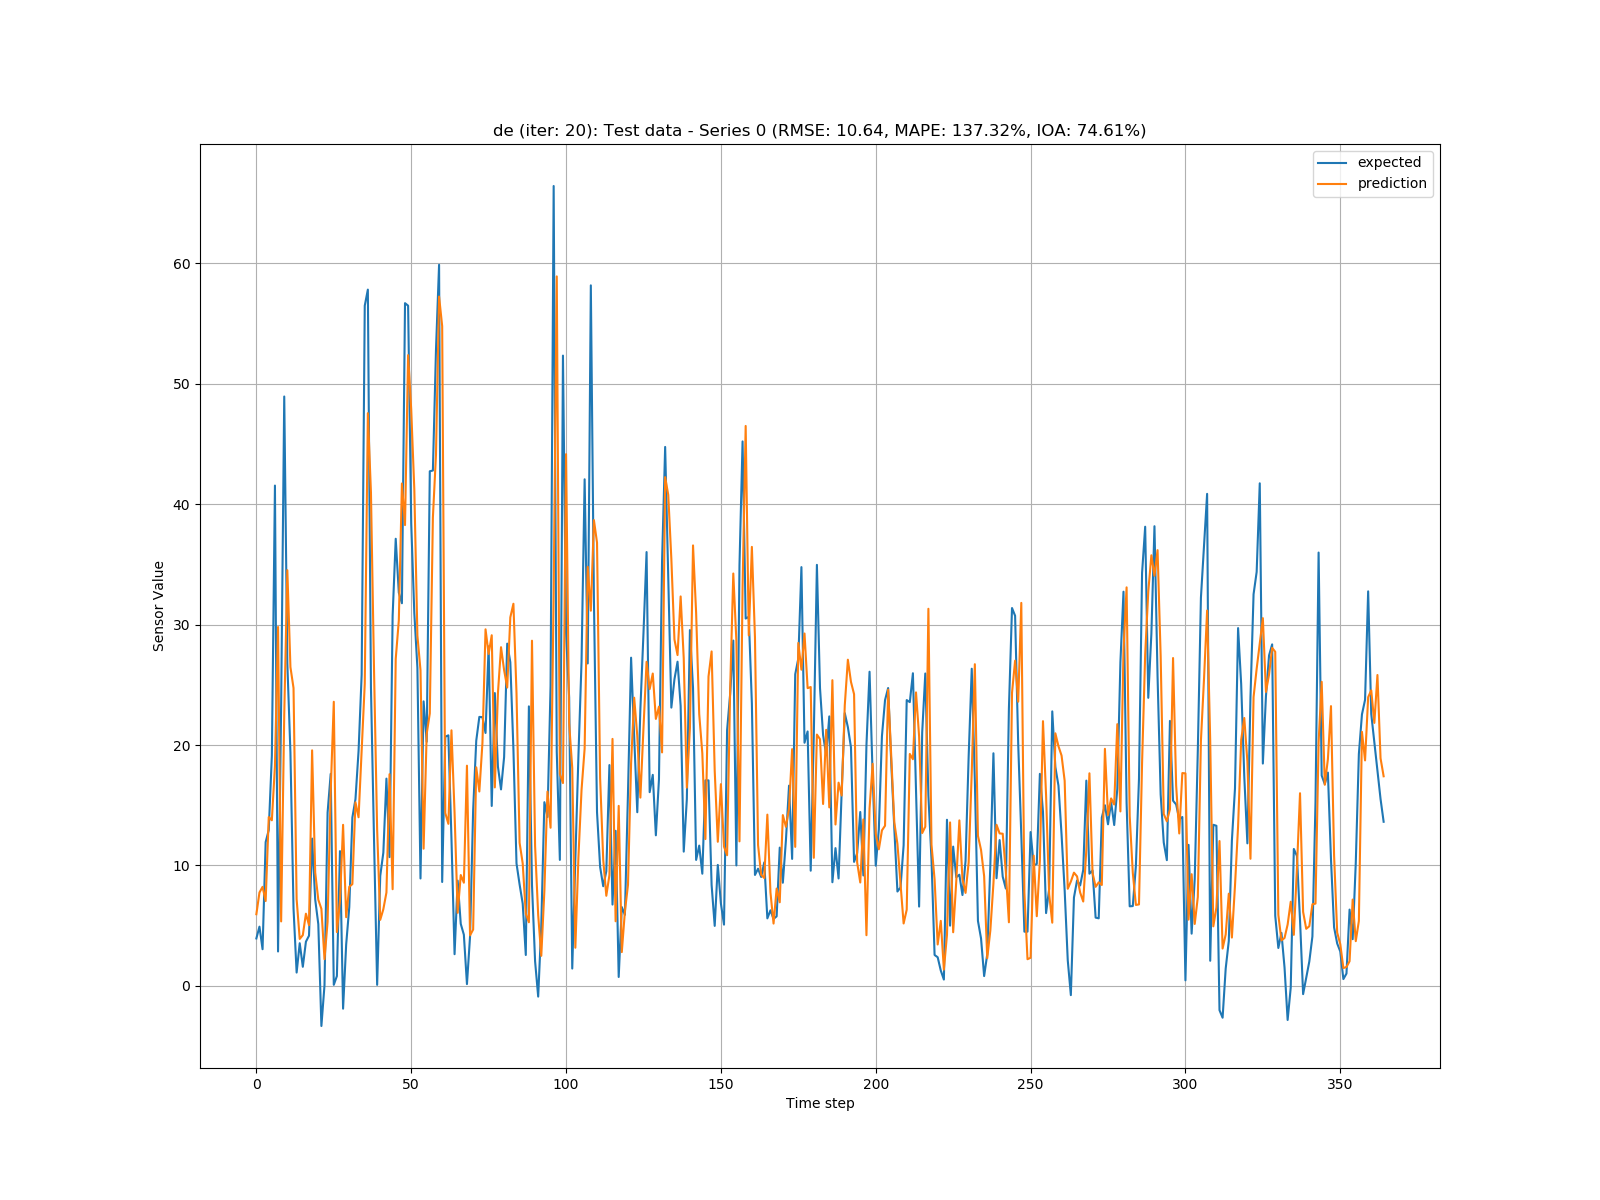 de (iter: 20): Test data - Series 0 (RMSE: 10.64, MAPE: 137.32%, IOA: 74.61%)
expected
prediction
60
50
40
30
20
10
0
Sensor Value
0 50 100 150 200 250 300 350
Time step